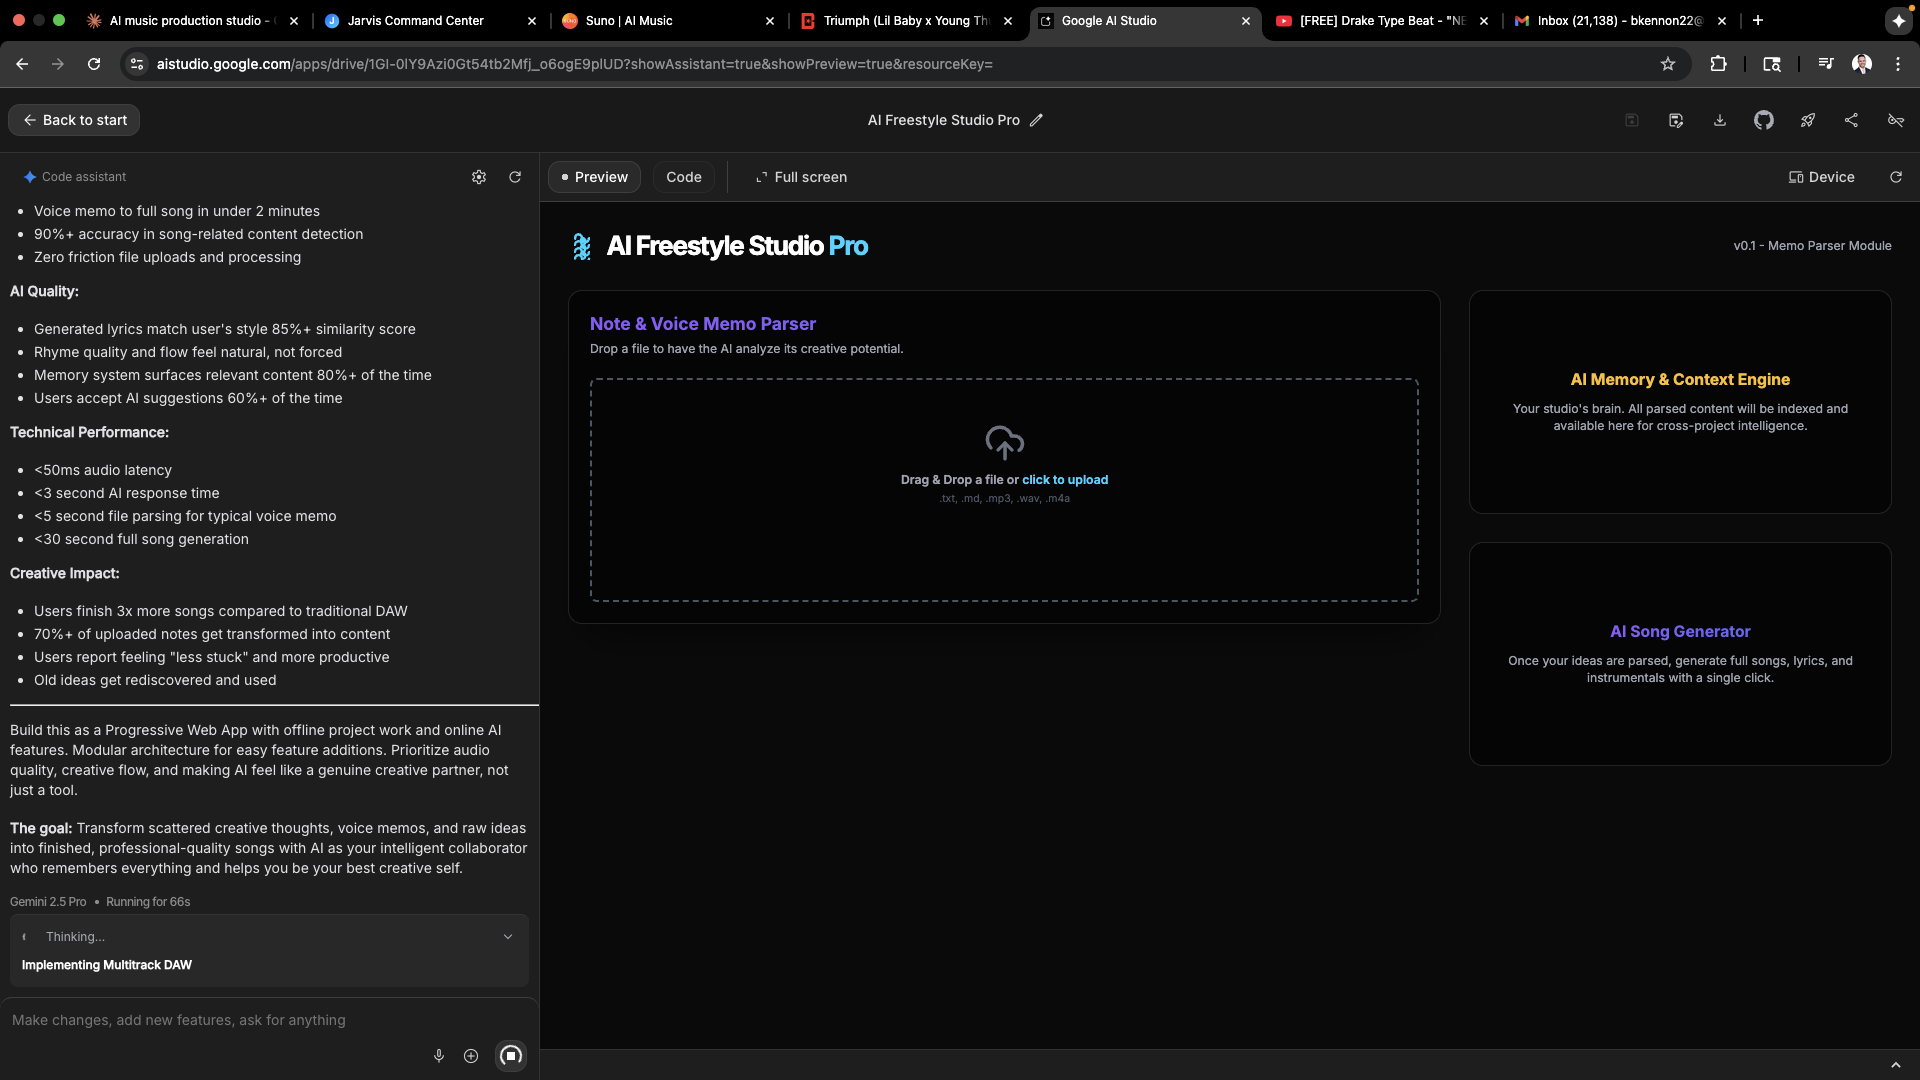 AI music production studio - 
Jarvis Command Center
Suno | AI Music
Triumph (Lil Baby x Young Th
Google AI Studio
[FREE] Drake Type Beat - "NE
Inbox (21,138) - bkennon22@
aistudio.google.com/apps/drive/1GI-0lY9Azi0Gt54tb2Mfj_o6ogE9plUD?showAssistant=true&showPreview=true&resourceKey=
Back to start
AI Freestyle Studio Pro
Code assistant
Preview
Code
Full screen
Device
• Voice memo to full song in under 2 minutes
• 90%+ accuracy in song-related content detection
• Zero friction file uploads and processing
AI Quality:
• Generated lyrics match user's style 85%+ similarity score
• Rhyme quality and flow feel natural, not forced
• Memory system surfaces relevant content 80%+ of the time
• Users accept AI suggestions 60%+ of the time
Technical Performance:
• <50ms audio latency
• <3 second AI response time
• <5 second file parsing for typical voice memo
• <30 second full song generation
Creative Impact:
• Users finish 3x more songs compared to traditional DAW
• 70%+ of uploaded notes get transformed into content
• Users report feeling "less stuck" and more productive
• Old ideas get rediscovered and used
Build this as a Progressive Web App with offline project work and online AI
features. Modular architecture for easy feature additions. Prioritize audio
quality, creative flow, and making AI feel like a genuine creative partner, not
just a tool.
The goal: Transform scattered creative thoughts, voice memos, and raw ideas
into finished, professional-quality songs with AI as your intelligent collaborator
who remembers everything and helps you be your best creative self.
Gemini 2.5 Pro • Running for 66s
Thinking...
Implementing Multitrack DAW
Make changes, add new features, ask for anything
AI Freestyle Studio Pro
v0.1 - Memo Parser Module
Note & Voice Memo Parser
Drop a file to have the AI analyze its creative potential.
Drag & Drop a file or click to upload
.txt, .md, .mp3, .wav, .m4a
AI Memory & Context Engine
Your studio's brain. All parsed content will be indexed and
available here for cross-project intelligence.
AI Song Generator
Once your ideas are parsed, generate full songs, lyrics, and
instrumentals with a single click.